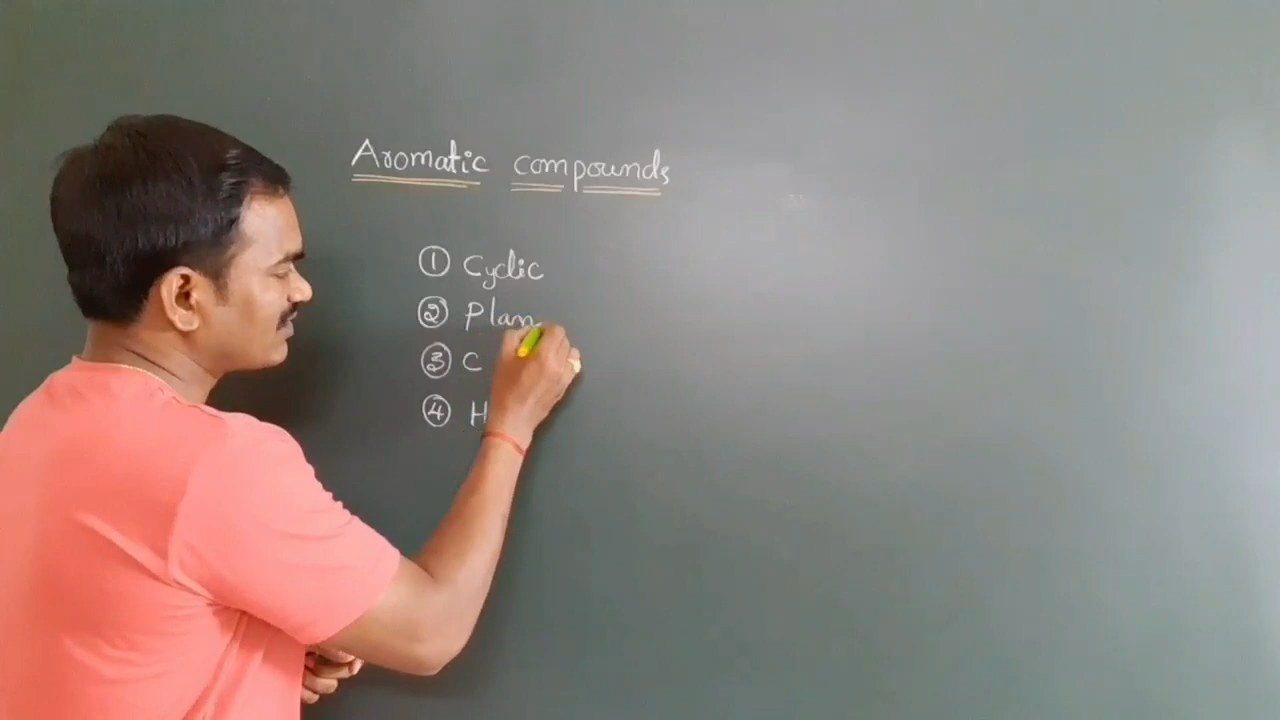 Aromatic compounds
① Cyclic
② Plan
③ C
④ H